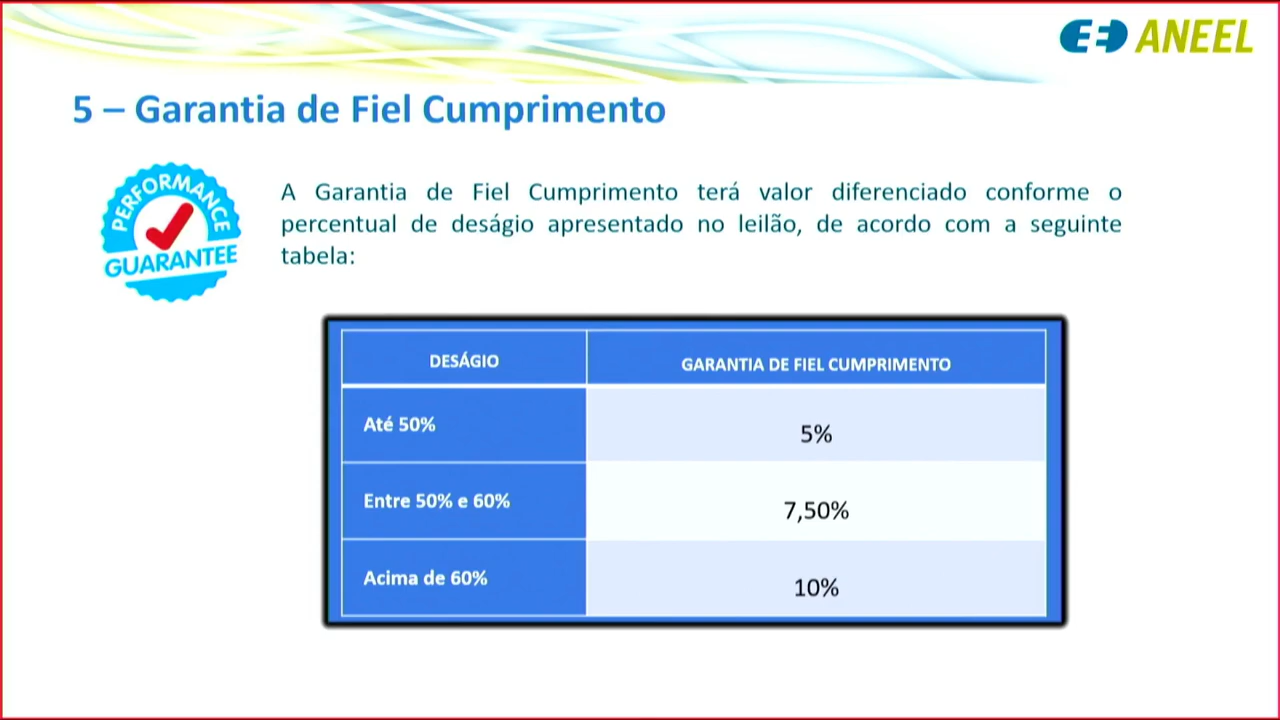 ANEEL
5 – Garantia de Fiel Cumprimento
PERFORMANCE
GUARANTEE
A Garantia de Fiel Cumprimento terá valor diferenciado conforme o
percentual de deságio apresentado no leilão, de acordo com a seguinte
tabela:
DESÁGIO GARANTIA DE FIEL CUMPRIMENTO
Até 50% 5%
Entre 50% e 60% 7,50%
Acima de 60% 10%